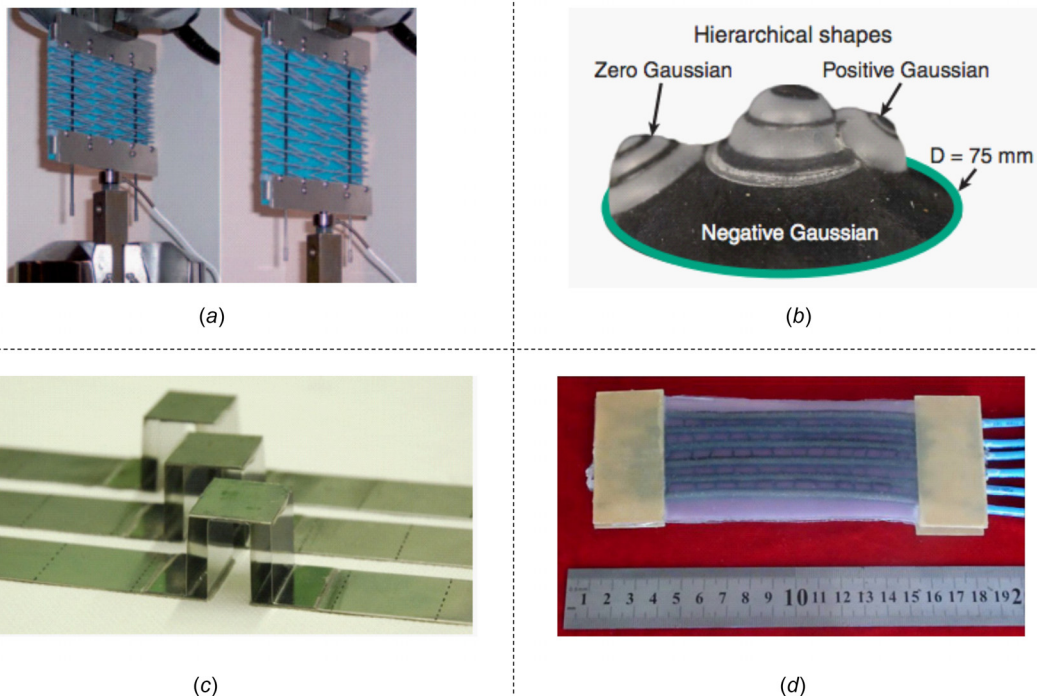 Hierarchical shapes
Zero Gaussian
Positive Gaussian
D = 75 mm
Negative Gaussian
(a)
(b)
1 2 3 4 5 6 7 8 9 10 11 12 13 14 15 16 17 18 19 2
(c)
(d)